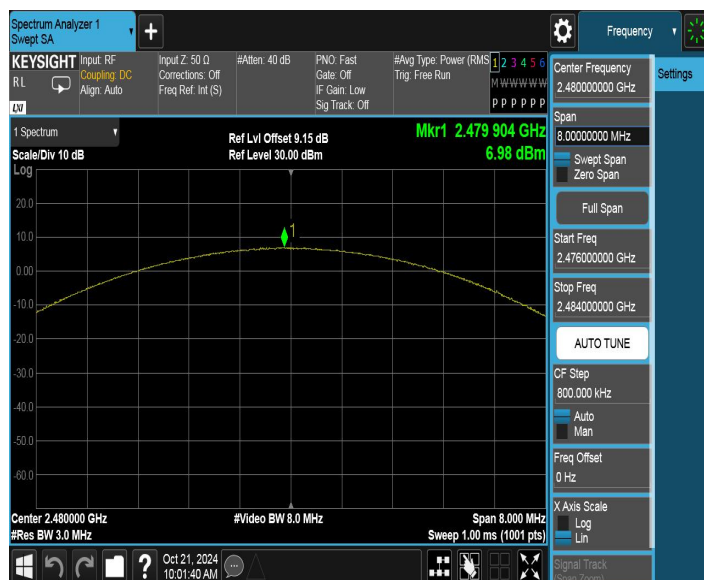 Spectrum Analyzer 1
Swept SA
Frequency
KEYSIGHT
R L
LXI
Input: RF
Coupling: DC
Align: Auto
Input Z: 50 Ω
Corrections: Off
Freq Ref: Int (S)
#Atten: 40 dB
PNO: Fast
Gate: Off
IF Gain: Low
Sig Track: Off
#Avg Type: Power (RMS
Trig: Free Run
1 2 3 4 5 6
M W W W W W
P P P P P P
1 Spectrum
Scale/Div 10 dB
Log
Ref Lvl Offset 9.15 dB
Ref Level 30.00 dBm
Mkr1 2.479 904 GHz
6.98 dBm
20.0
10.0
0.00
-10.0
-20.0
-30.0
-40.0
-50.0
-60.0
1
Center 2.480000 GHz
#Res BW 3.0 MHz
#Video BW 8.0 MHz
Span 8.000 MHz
Sweep 1.00 ms (1001 pts)
Oct 21, 2024
10:01:40 AM
Center Frequency
2.480000000 GHz
Settings
Span
8.00000000 MHz
Swept Span
Zero Span
Full Span
Start Freq
2.476000000 GHz
Stop Freq
2.484000000 GHz
AUTO TUNE
CF Step
800.000 kHz
Auto
Man
Freq Offset
0 Hz
X Axis Scale
Log
Lin
Signal Track
(Span Zoom)